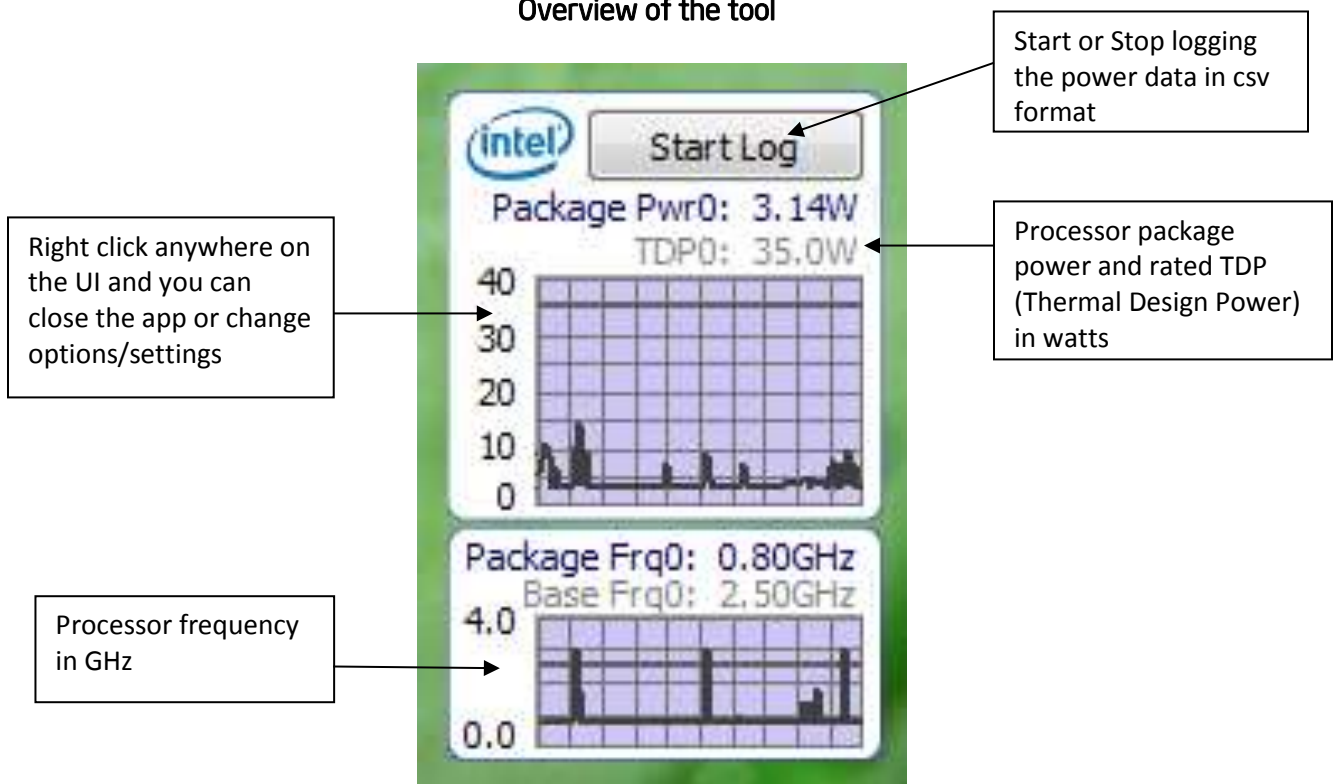 Overview of the tool
Start or Stop logging
the power data in csv
format
intel
Start Log
Package Pwr0: 3.14W
TDP0: 35.0W
Processor package
power and rated TDP
(Thermal Design Power)
in watts
Right click anywhere on
the UI and you can
close the app or change
options/settings
40
30
20
10
0
Package Frq0: 0.80GHz
Base Frq0: 2.50GHz
4.0
0.0
Processor frequency
in GHz